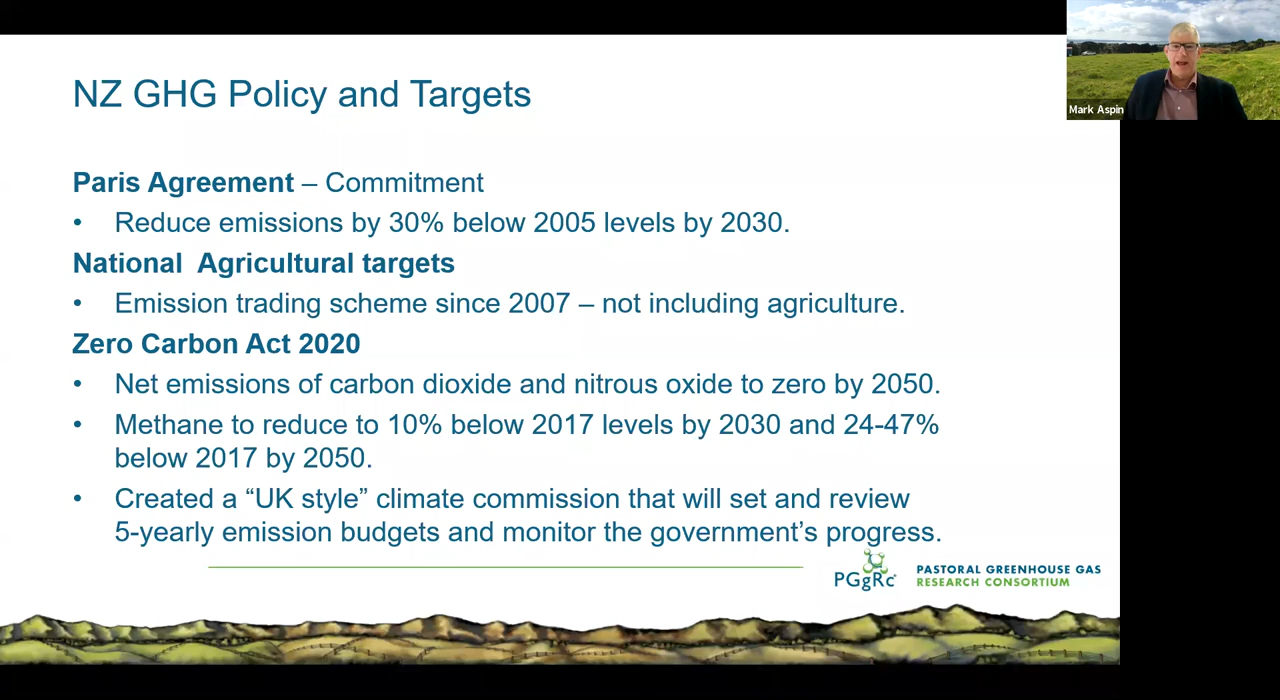 NZ GHG Policy and Targets
Mark Aspin
Paris Agreement – Commitment
• Reduce emissions by 30% below 2005 levels by 2030.
National  Agricultural targets
• Emission trading scheme since 2007 – not including agriculture.
Zero Carbon Act 2020
• Net emissions of carbon dioxide and nitrous oxide to zero by 2050.
• Methane to reduce to 10% below 2017 levels by 2030 and 24-47%
below 2017 by 2050.
• Created a “UK style” climate commission that will set and review
5-yearly emission budgets and monitor the government’s progress.
PGgRc
PASTORAL GREENHOUSE GAS
RESEARCH CONSORTIUM